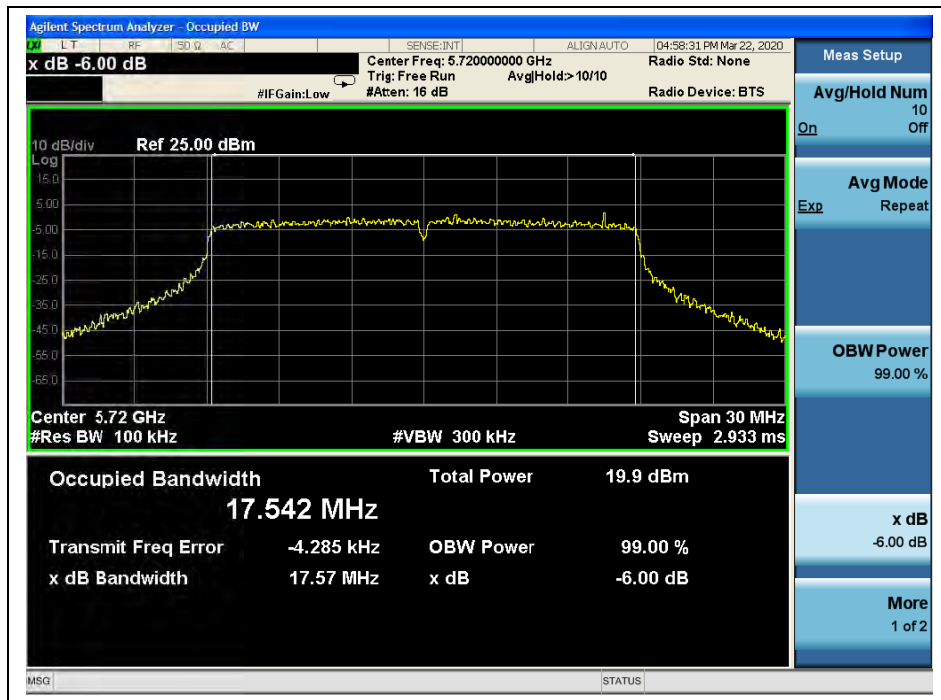 Agilent Spectrum Analyzer - Occupied BW
LXI L T RF 50 Ω AC SENSE:INT ALIGN AUTO 04:58:31 PM Mar 22, 2020
x dB -6.00 dB Center Freq: 5.720000000 GHz Radio Std: None
Trig: Free Run Avg|Hold:> 10/10
#IFGain:Low #Atten: 16 dB Radio Device: BTS
10 dB/div Ref 25.00 dBm
Log
15.0
5.00
-5.00
-15.0
-25.0
-35.0
-45.0
-55.0
-65.0
Center 5.72 GHz Span 30 MHz
#Res BW 100 kHz #VBW 300 kHz Sweep 2.933 ms
Occupied Bandwidth Total Power 19.9 dBm
17.542 MHz
Transmit Freq Error -4.285 kHz OBW Power 99.00 %
x dB Bandwidth 17.57 MHz x dB -6.00 dB
Meas Setup
Avg/Hold Num
10
On Off
Avg Mode
Exp Repeat
OBW Power
99.00 %
x dB
-6.00 dB
More
1 of 2
MSG STATUS